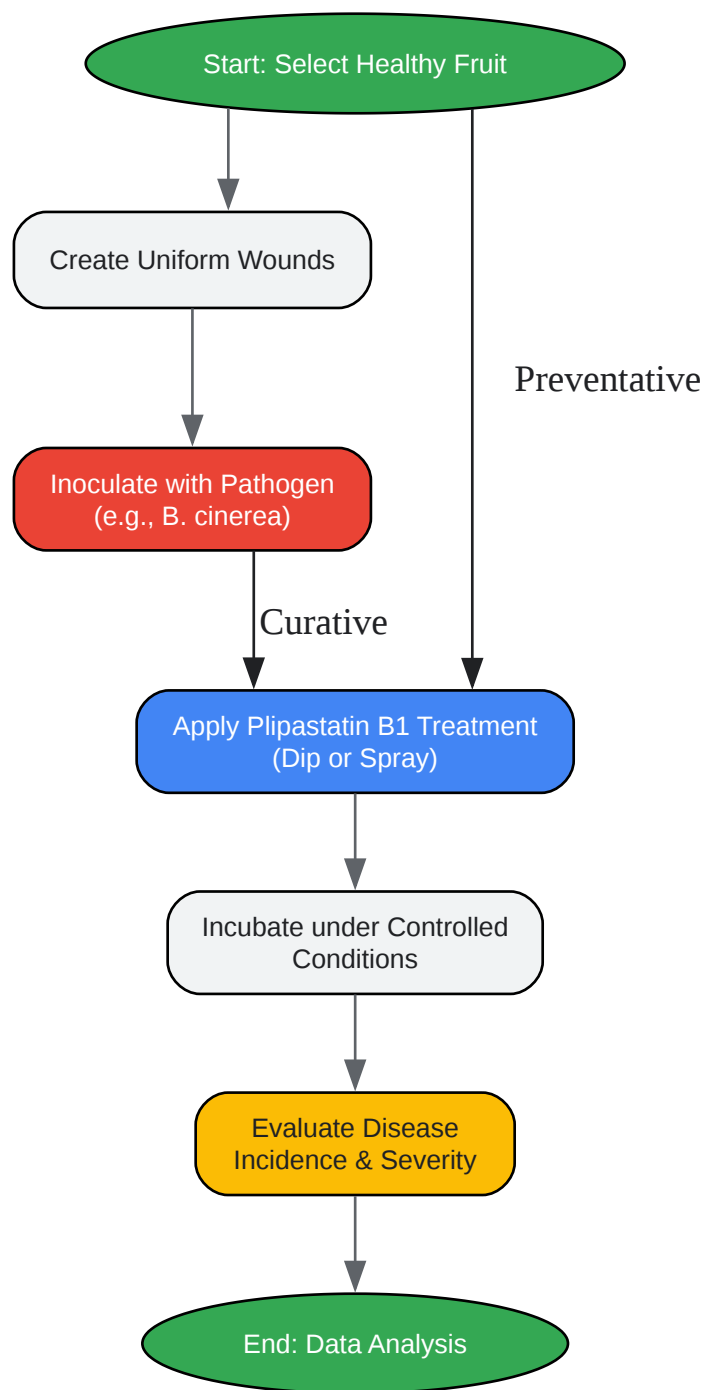 Start: Select Healthy Fruit
Create Uniform Wounds
Preventative
Inoculate with Pathogen
(e.g., B. cinerea)
Curative
Apply Plipastatin B1 Treatment
(Dip or Spray)
Incubate under Controlled
Conditions
Evaluate Disease
Incidence & Severity
End: Data Analysis